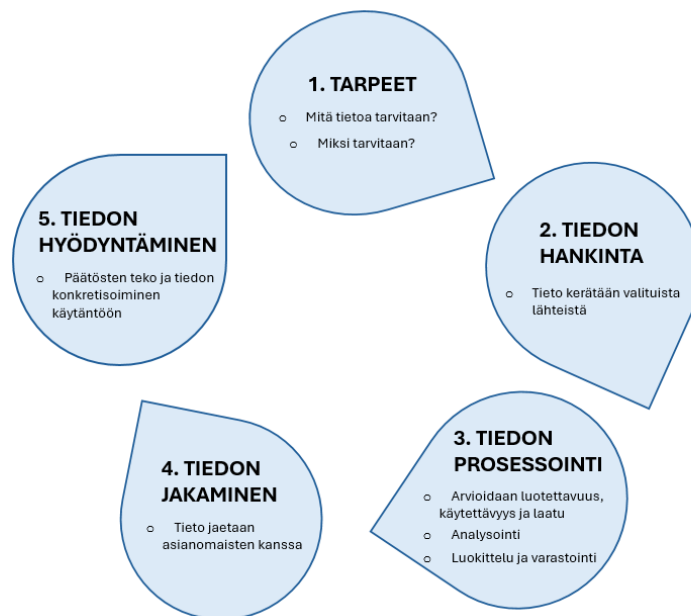 1. TARPEET
o Mitä tietoa tarvitaan?
o Miksi tarvitaan?
2. TIEDON
HANKINTA
o Tieto kerätään valituista
lähteistä
3. TIEDON
PROSESSOINTI
o Arvioidaan luotettavuus,
käytettävyys ja laatu
o Analysointi
o Luokittelu ja varastointi
4. TIEDON
JAKAMINEN
o Tieto jaetaan
asianomaisten kanssa
5. TIEDON
HYÖDYNTÄMINEN
o Päätösten teko ja tiedon
konkretisoiminen
käytäntöön